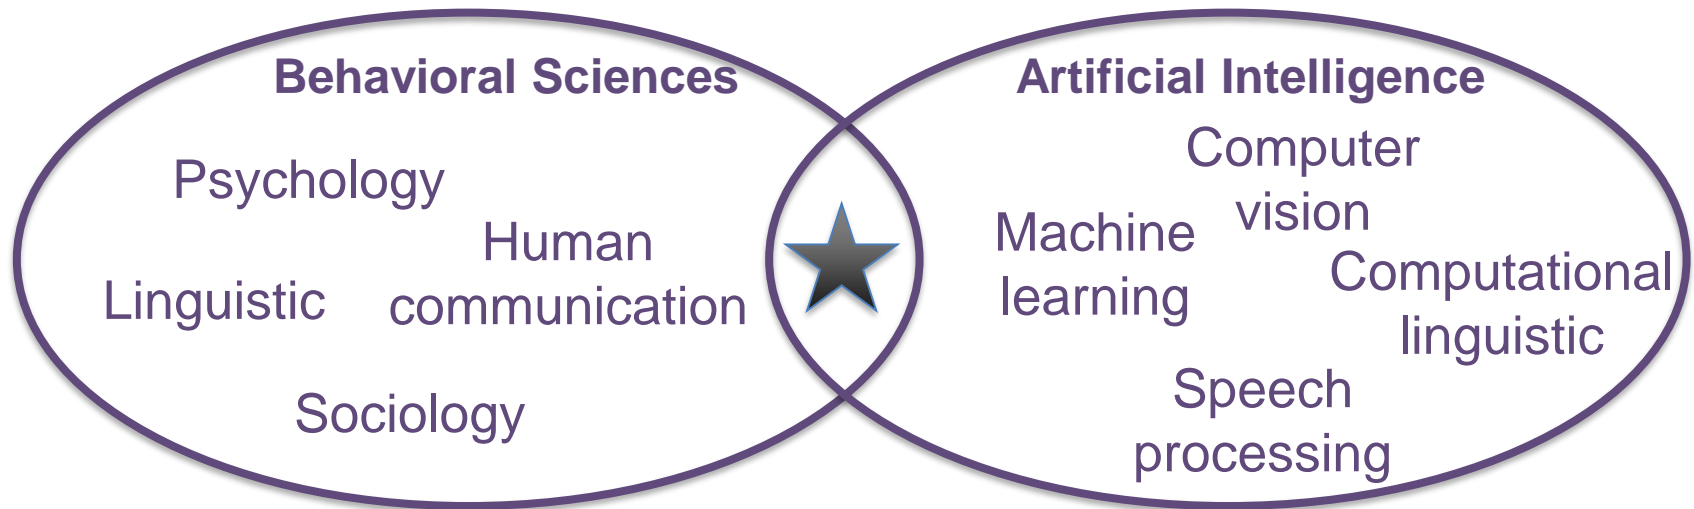 Behavioral Sciences
Psychology
Human
communication
Linguistic
Sociology
Artificial Intelligence
Computer
vision
Machine
learning
Computational
linguistic
Speech
processing